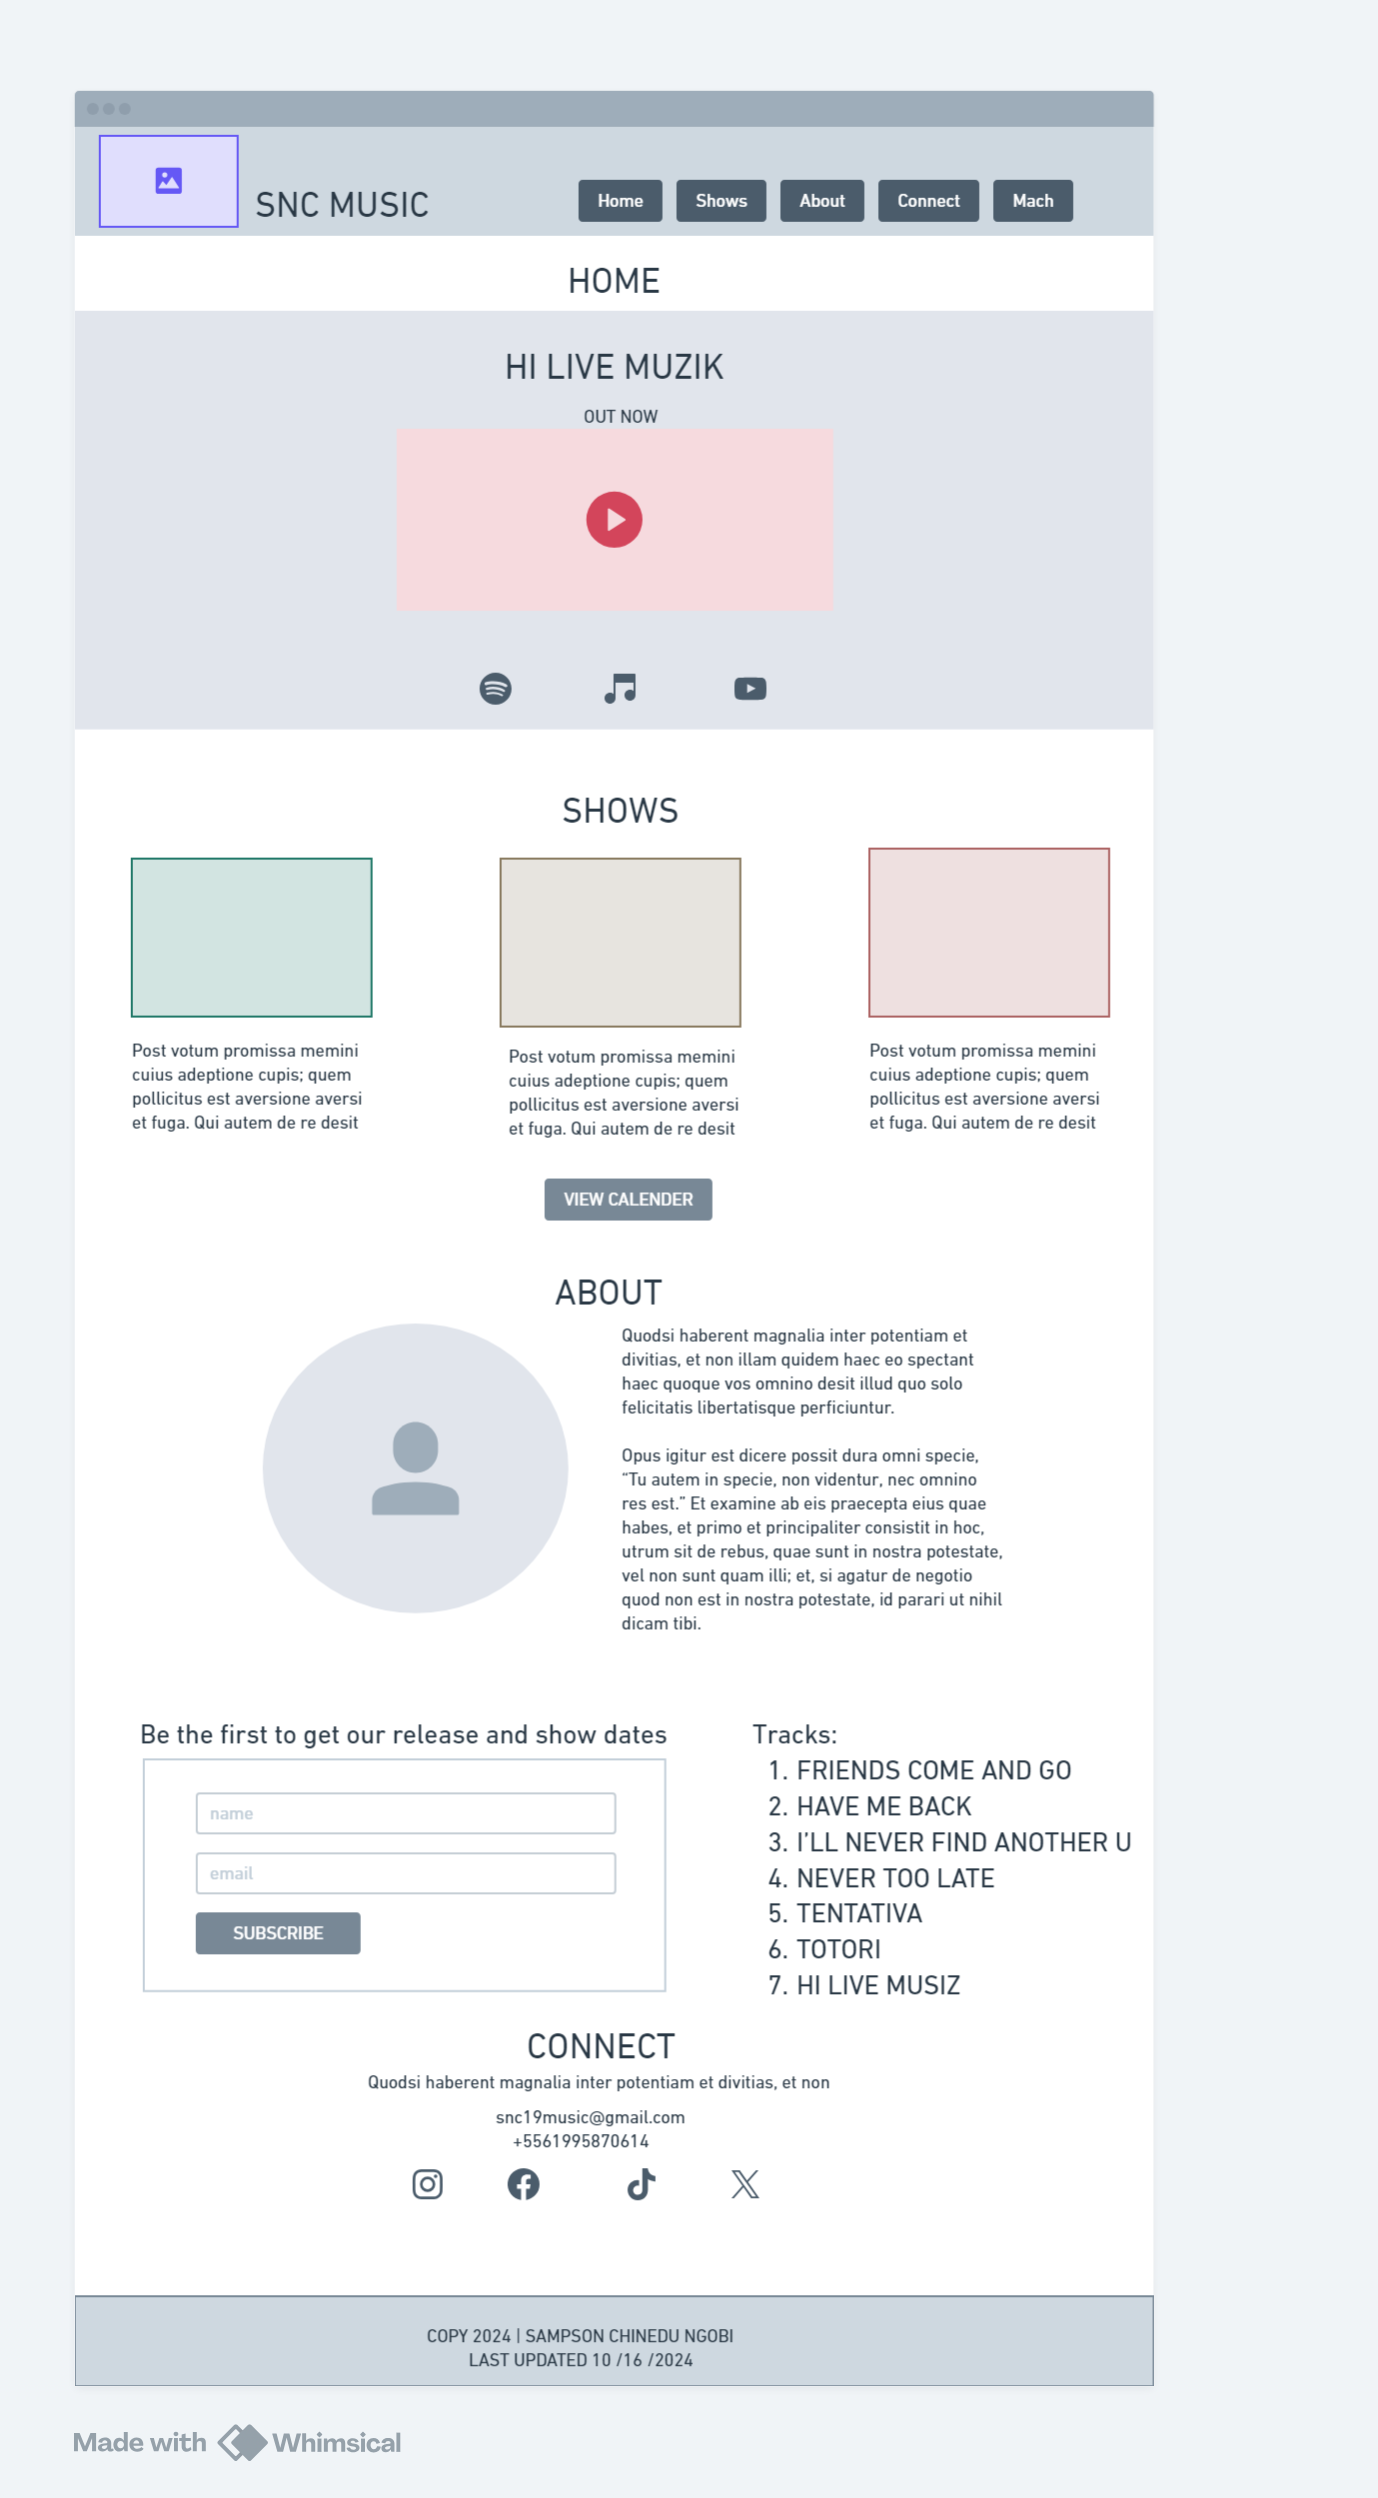 SNC MUSIC
Home
Shows
About
Connect
Mach
HOME
HI LIVE MUZIK
OUT NOW
SHOWS
Post votum promissa memini
cuius adeptione cupis; quem
pollicitus est aversione aversi
et fuga. Qui autem de re desit
Post votum promissa memini
cuius adeptione cupis; quem
pollicitus est aversione aversi
et fuga. Qui autem de re desit
Post votum promissa memini
cuius adeptione cupis; quem
pollicitus est aversione aversi
et fuga. Qui autem de re desit
VIEW CALENDER
ABOUT
Quodsi haberent magnalia inter potentiam et
divitias, et non illam quidem haec eo spectant
haec quoque vos omnino desit illud quo solo
felicitatis libertatisque perficiuntur.
Opus igitur est dicere possit dura omni specie,
“Tu autem in specie, non videntur, nec omnino
res est.” Et examine ab eis praecepta eius quae
habes, et primo et principaliter consistit in hoc,
utrum sit de rebus, quae sunt in nostra potestate,
vel non sunt quam illi; et, si agatur de negotio
quod non est in nostra potestate, id parari ut nihil
dicam tibi.
Be the first to get our release and show dates
name
email
SUBSCRIBE
Tracks:
1. FRIENDS COME AND GO
2. HAVE ME BACK
3. I’LL NEVER FIND ANOTHER U
4. NEVER TOO LATE
5. TENTATIVA
6. TOTORI
7. HI LIVE MUSIZ
CONNECT
Quodsi haberent magnalia inter potentiam et divitias, et non
snc19music@gmail.com
+5561995870614
COPY 2024 | SAMPSON CHINEDU NGOBI
LAST UPDATED 10 /16 /2024
Made with Whimsical